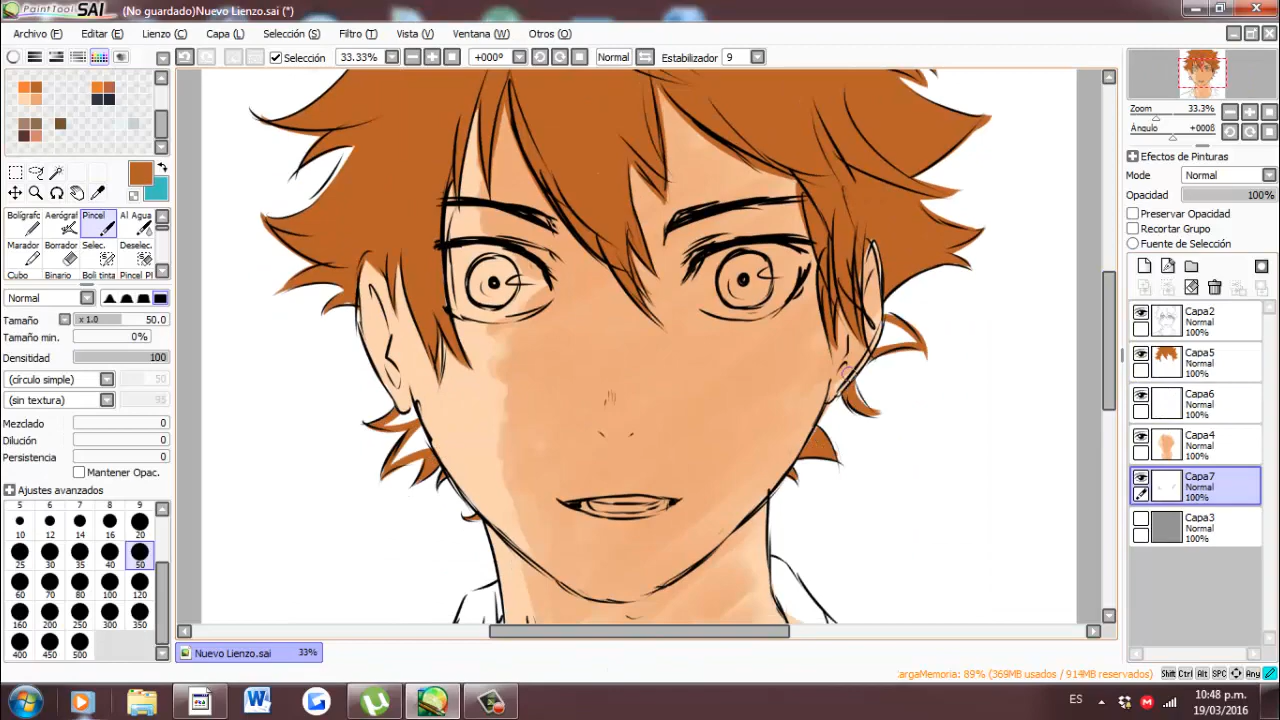 PaintTool SAI (No guardado)Nuevo Lienzo.sai (*)
Archivo (F) Editar (E) Lienzo (C) Capa (L) Selección (S) Filtro (T) Vista (V) Ventana (W) Otros (O)
Selección 33.33% +000º Normal Estabilizador 9
Zoom 33.3%
Ángulo +000ß
Efectos de Pinturas
Modo Normal
Opacidad 100%
Preservar Opacidad
Recortar Grupo
Fuente de Selección
Bolígrafo Aerógraf Pincel Al Agua
Marador Borrador Selec. Deselec.
Cubo Binario Boli tinta Pincel Pl
Normal
Tamaño x 1.0 50.0
Tamaño min. 0%
Densitidad 100
(círculo simple) 50
(sin textura) 95
Mezclado 0
Dilución 0
Persistencia 0
Mantener Opac.
Ajustes avanzados
5 6 7 8 9
10 12 14 16 20
25 30 35 40 50
60 70 80 100 120
160 200 250 300 350
400 450 500
Capa2
Normal
100%
Capa5
Normal
100%
Capa6
Normal
100%
Capa4
Normal
100%
Capa7
Normal
100%
Capa3
Normal
100%
Nuevo Lienzo.sai 33%
argaMemoria: 89% (369MB usados / 914MB reservados)
Shift Ctrl Alt SPC Any
ES 10:48 p.m.
19/03/2016